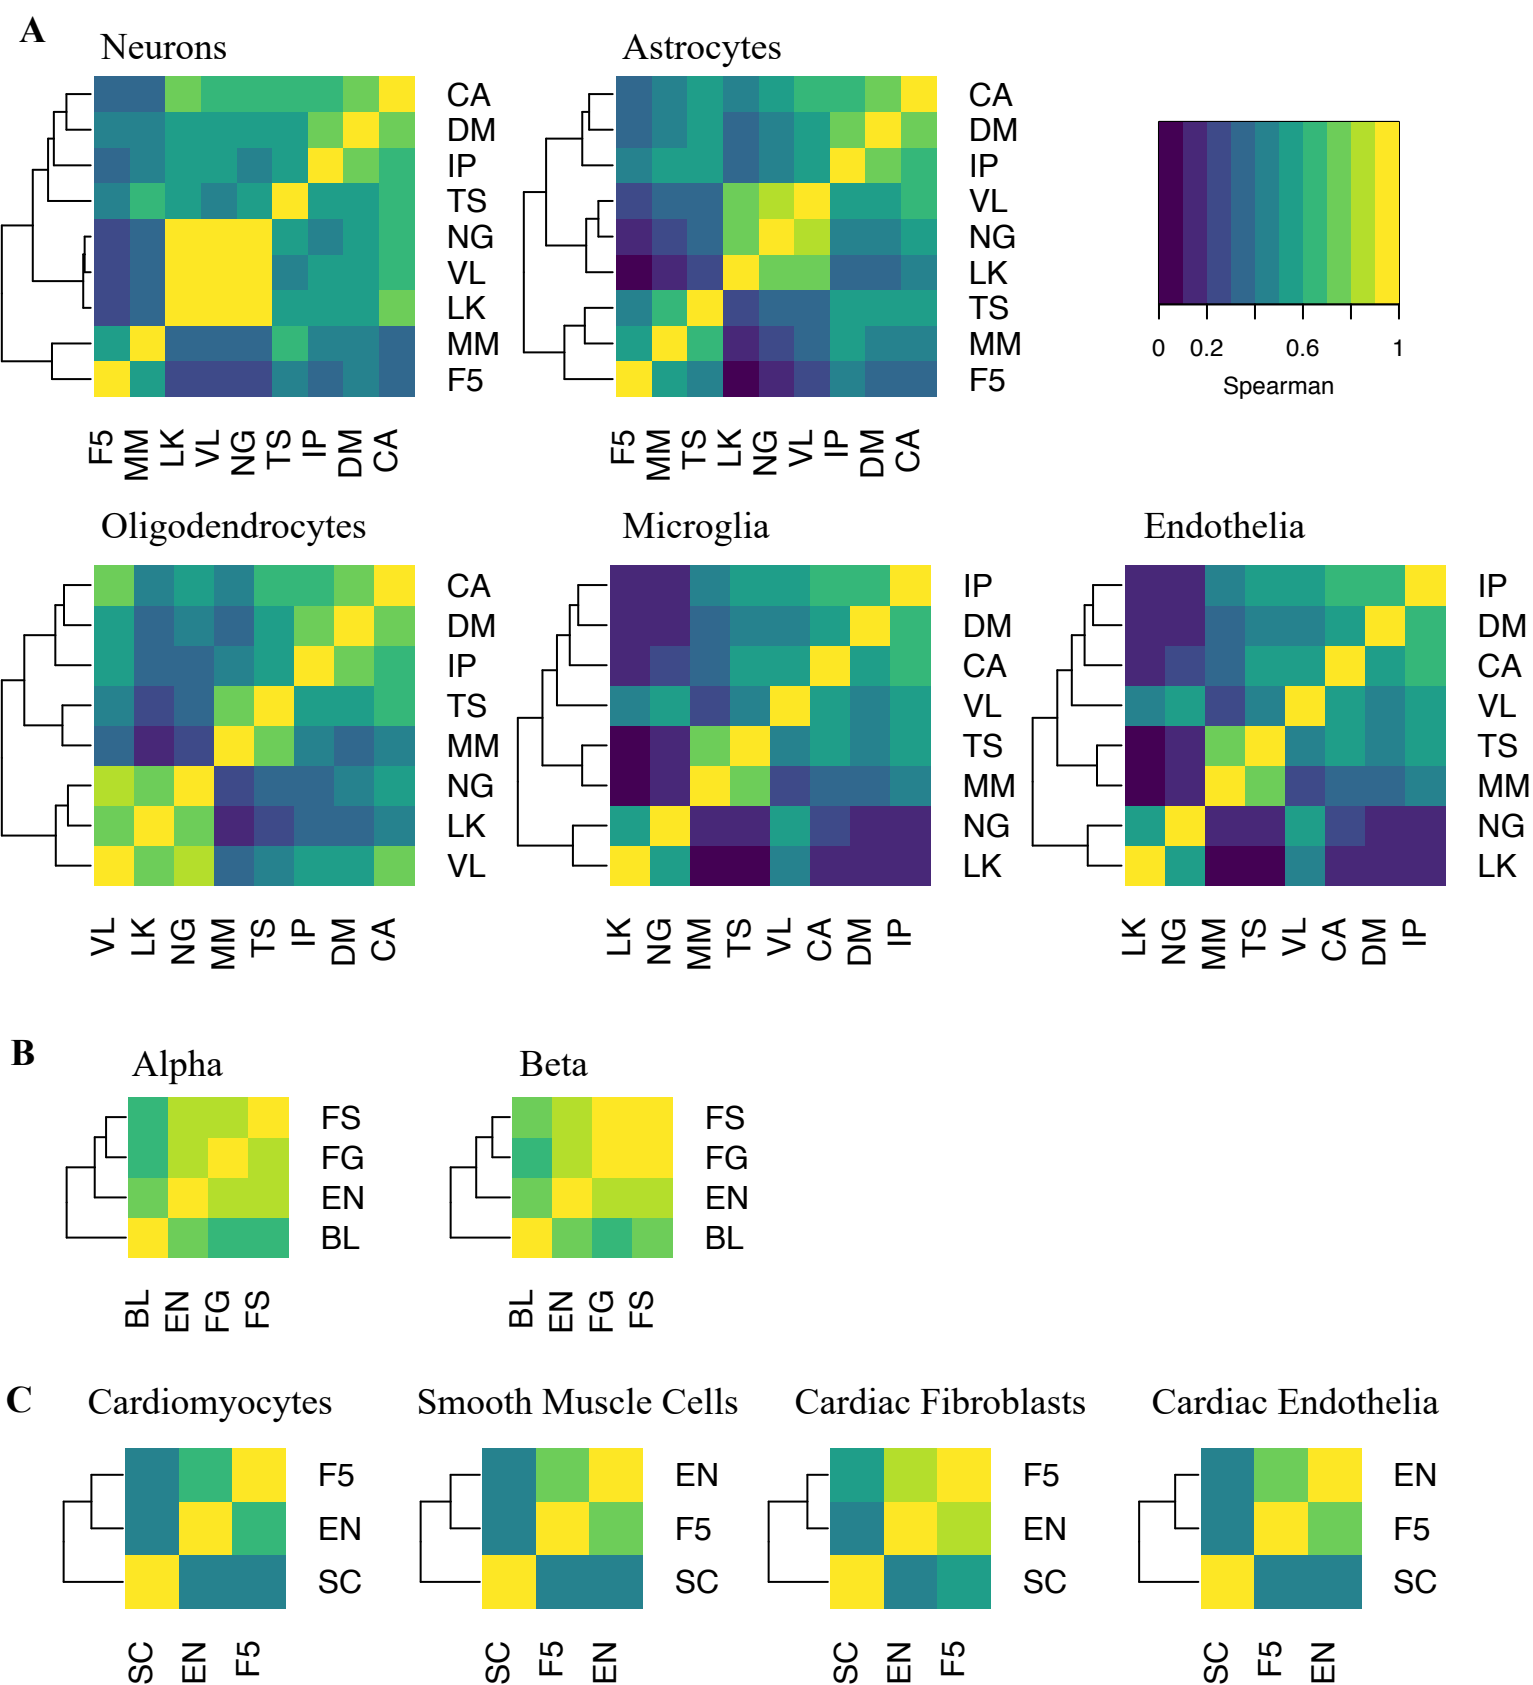 A
Neurons
CA
DM
IP
TS
NG
VL
LK
MM
F5
F5 MM LK VL NG TS IP DM CA
Astrocytes
CA
DM
IP
VL
NG
LK
TS
MM
F5
F5 MM TS LK NG VL IP DM CA
0 0.2 0.6 1
Spearman
Oligodendrocytes
CA
DM
IP
TS
MM
NG
LK
VL
VL LK NG MM TS IP DM CA
Microglia
IP
DM
CA
VL
TS
MM
NG
LK
LK NG MM TS VL CA DM IP
Endothelia
IP
DM
CA
VL
TS
MM
NG
LK
LK NG MM TS VL CA DM IP
B
Alpha
FS
FG
EN
BL
BL EN FG FS
Beta
FS
FG
EN
BL
BL EN FG FS
C
Cardiomyocytes
F5
EN
SC
SC EN F5
Smooth Muscle Cells
EN
F5
SC
SC F5 EN
Cardiac Fibroblasts
F5
EN
SC
SC EN F5
Cardiac Endothelia
EN
F5
SC
SC F5 EN